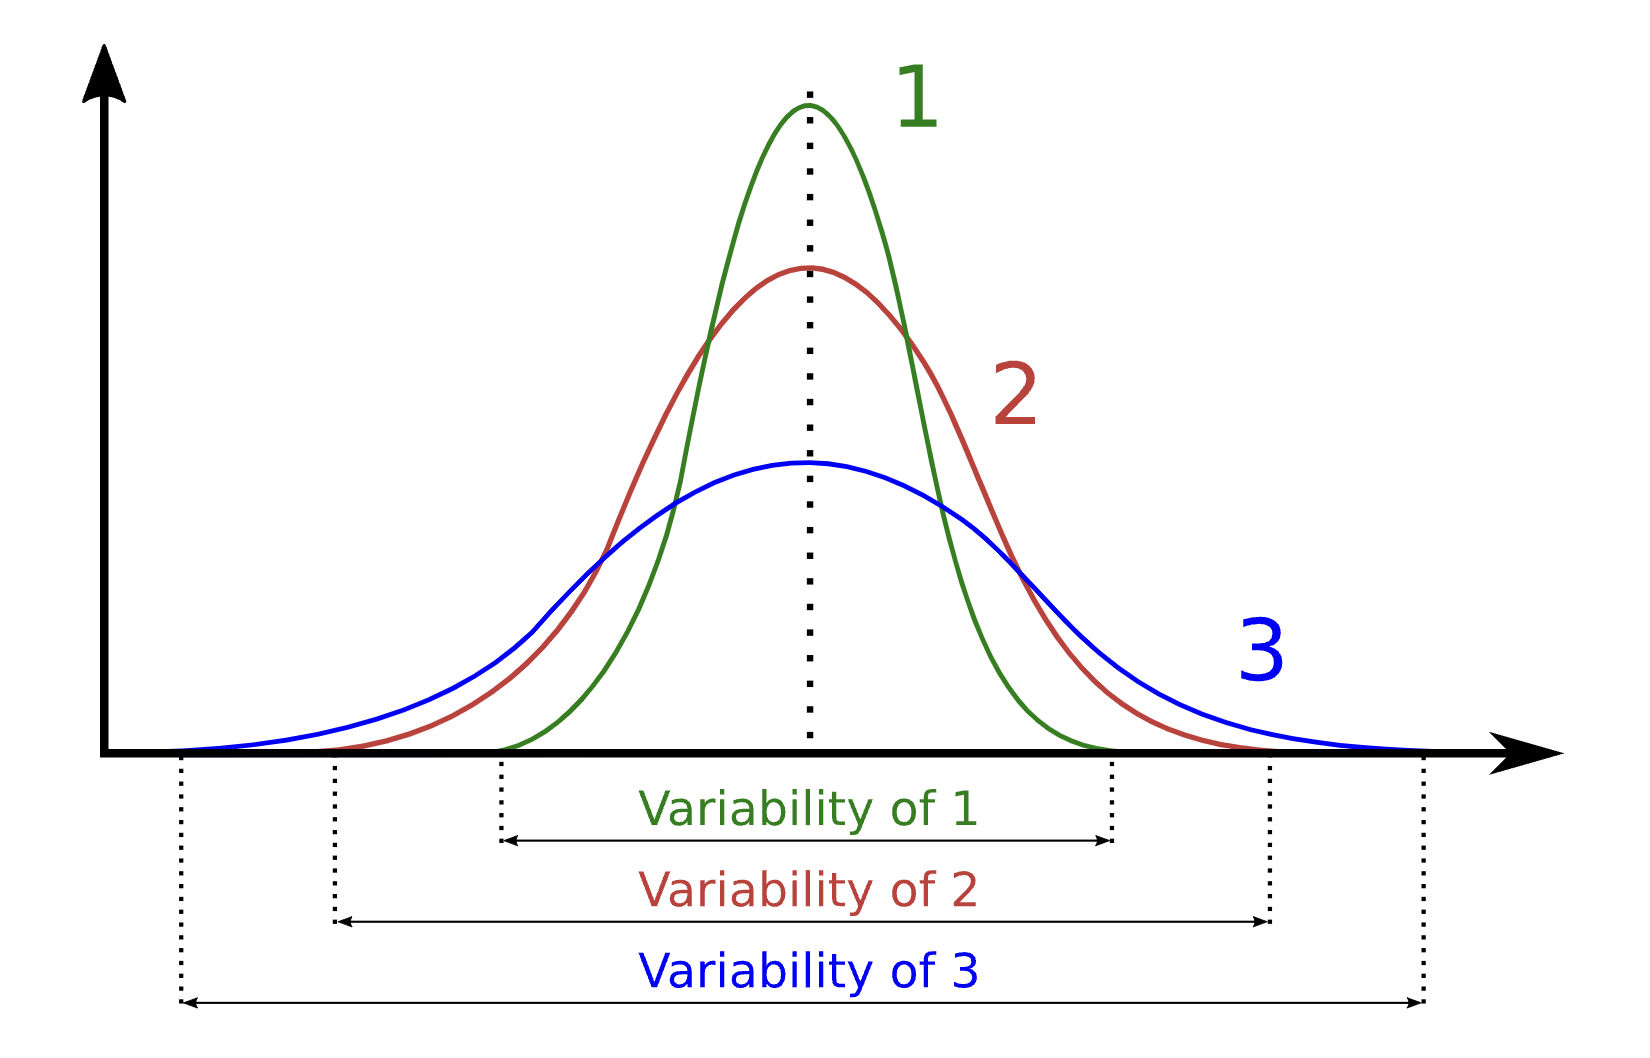 1
2
3
Variability of 1
Variability of 2
Variability of 3